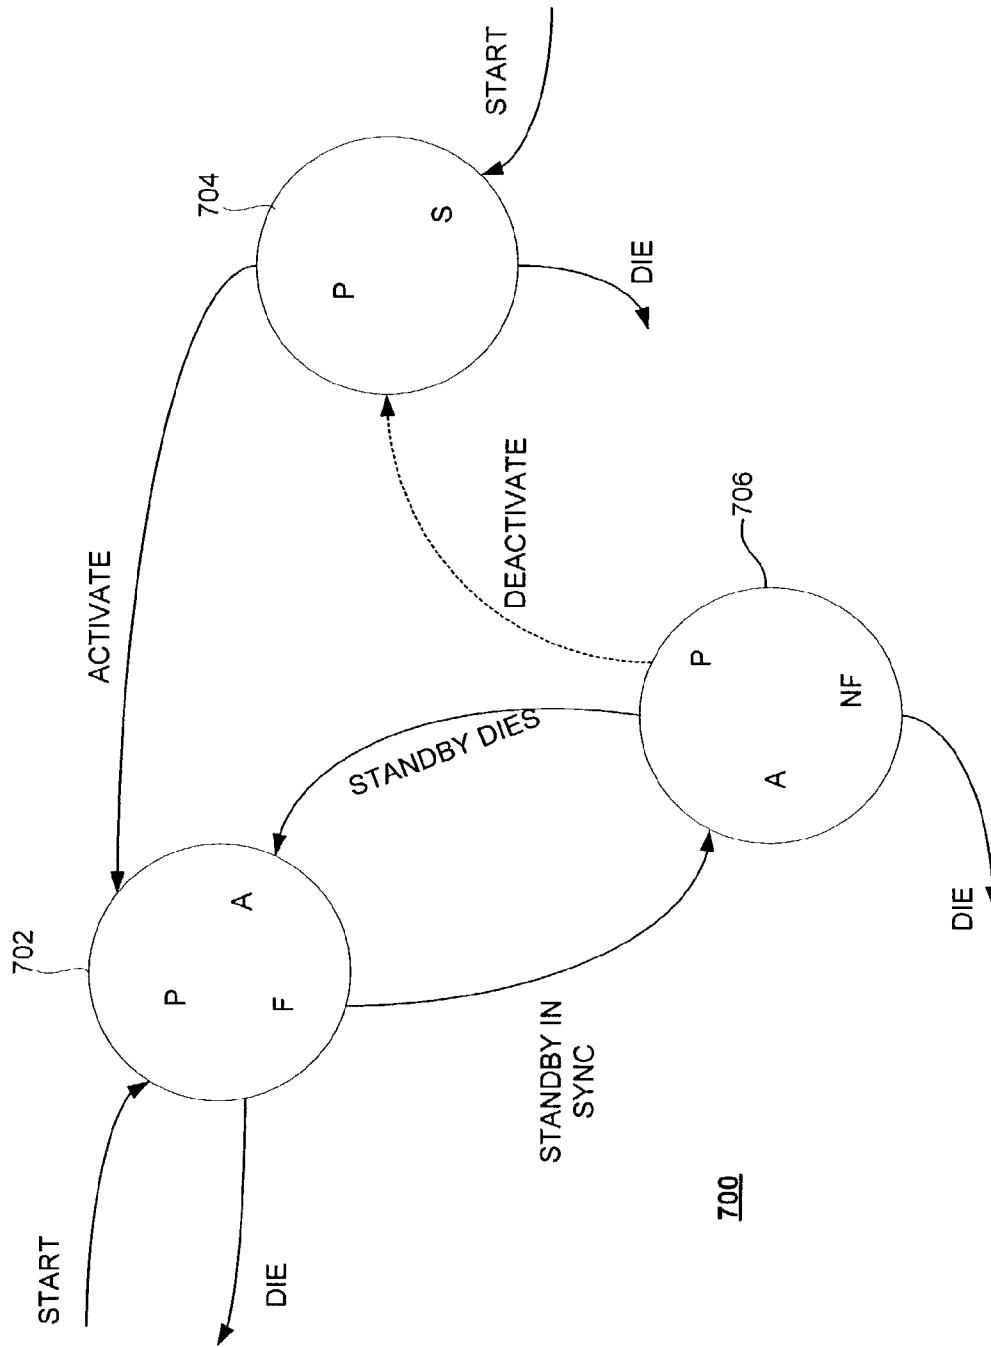 START
DIE
702
P
A
F
ACTIVATE
704
P
S
START
DIE
STANDBY DIES
DEACTIVATE
STANDBY IN
SYNC
706
P
A
NF
DIE
700